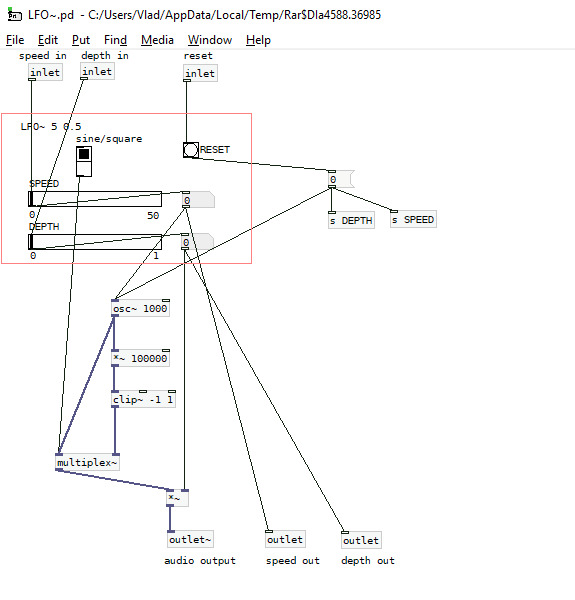 LFO~.pd - C:/Users/Vlad/AppData/Local/Temp/Rar$DIa4588.36985
File Edit Put Find Media Window Help
speed in depth in reset
inlet inlet inlet
LFO~ 5 0.5
sine/square
RESET
0
SPEED
0
0 50
s DEPTH s SPEED
DEPTH
0
0 1
osc~ 1000
*~ 100000
clip~ -1 1
multiplex~
*~
outlet~ outlet outlet
audio output speed out depth out